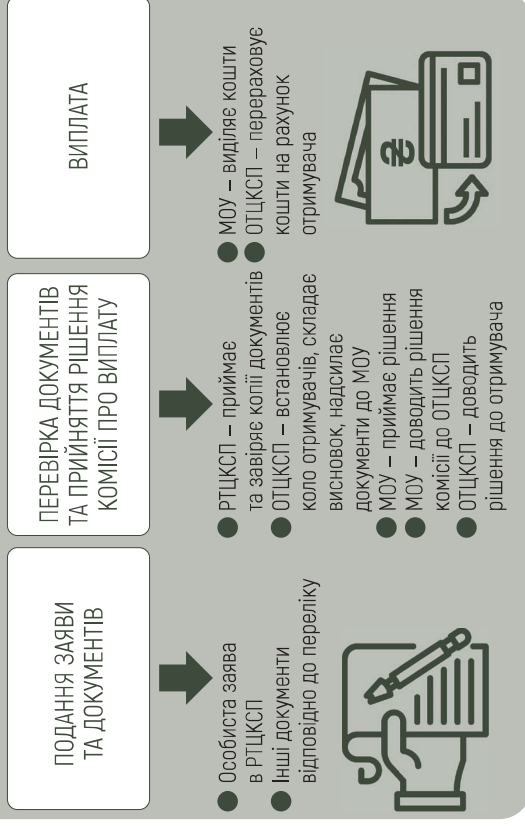 ПОДАННЯ ЗАЯВИ
ТА ДОКУМЕНТІВ
Особиста заява
в РТЦКСП
Інші документи
відповідно до переліку
ПЕРЕВІРКА ДОКУМЕНТІВ
ТА ПРИЙНЯТТЯ РІШЕННЯ
КОМІСІЇ ПРО ВИПЛАТУ
РТЦКСП – приймає
та завіряє копії документів
ОТЦКСП – встановлює
коло отримувачів, складає
висновок, надсилає
документи до МОУ
МОУ – приймає рішення
МОУ – доводить рішення
комісії до ОТЦКСП
ОТЦКСП – доводить
рішення до отримувача
ВИПЛАТА
МОУ – виділяє кошти
ОТЦКСП – перераховує
кошти на рахунок
отримувача
₴